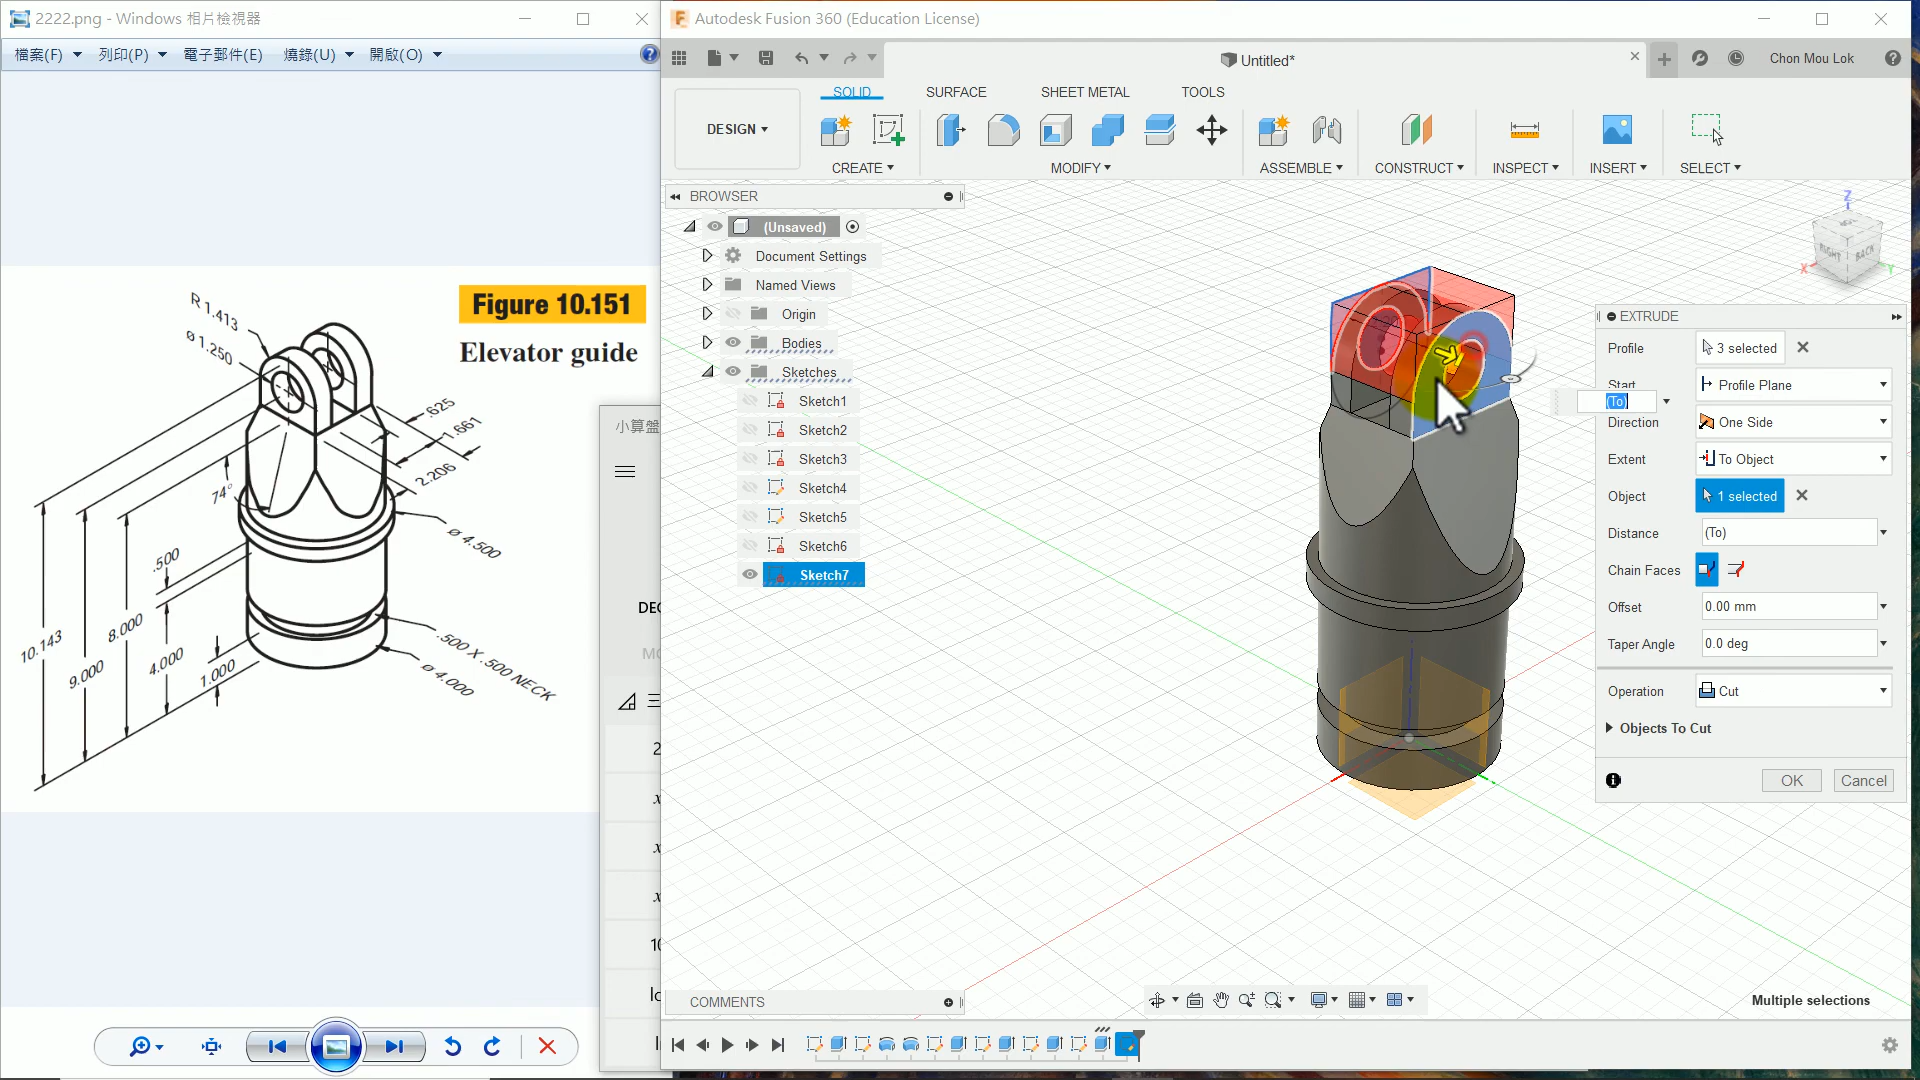 2222.png - Windows 相片檢視器
檔案(F)
列印(P)
電子郵件(E)
燒錄(U)
開啟(O)
Autodesk Fusion 360 (Education License)
Untitled*
Chon Mou Lok
DESIGN
SOLID
SURFACE
SHEET METAL
TOOLS
CREATE
MODIFY
ASSEMBLE
CONSTRUCT
INSPECT
INSERT
SELECT
BROWSER
(Unsaved)
Document Settings
Named Views
Origin
Bodies
Sketches
Sketch1
Sketch2
Sketch3
Sketch4
Sketch5
Sketch6
Sketch7
Figure 10.151
Elevator guide
R 1.413
ø 1.250
.625
1.661
2.206
74°
ø 4.500
.500
10.143
9.000
8.000
4.000
1.000
.500 X .500 NECK
ø 4.000
小算盤
Z
RIGHT
BACK
X
Y
EXTRUDE
Profile
3 selected
Start
Profile Plane
(To)
Direction
One Side
Extent
To Object
Object
1 selected
Distance
(To)
Chain Faces
Offset
0.00 mm
Taper Angle
0.0 deg
Operation
Cut
Objects To Cut
OK
Cancel
COMMENTS
Multiple selections